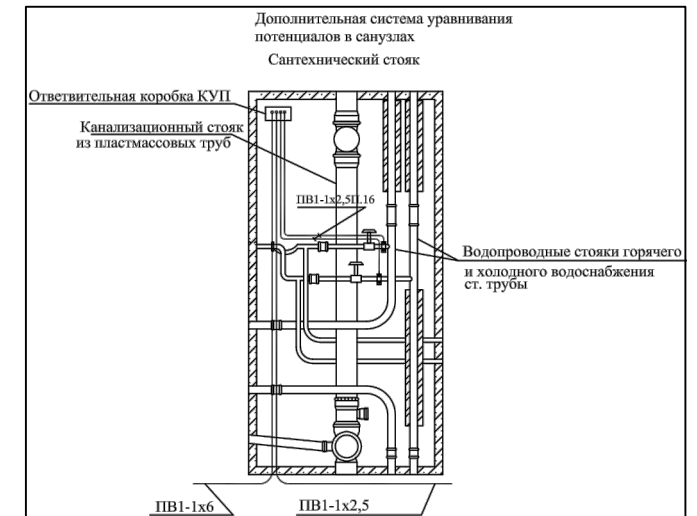 Дополнительная система уравнивания
потенциалов в санузлах
Сантехнический стояк
Ответвительная коробка КУП
Канализационный стояк
из пластмассовых труб
ПВ1-1х2,5П.16
Водопроводные стояки горячего
и холодного водоснабжения
ст. трубы
ПВ1-1х6
ПВ1-1х2,5